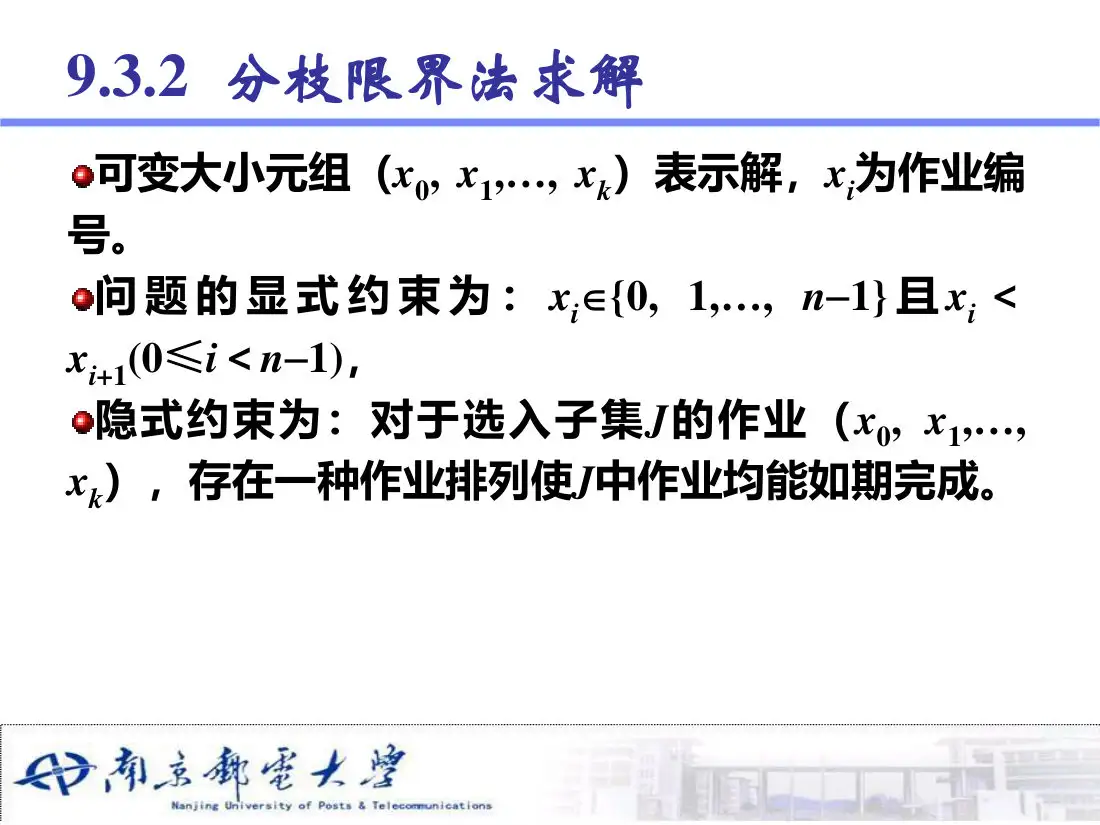 9.3.2 分枝限界法求解
可变大小元组（x0, x1,…, xk）表示解，xi为作业编
号。
问题的显式约束为：xi∈{0, 1,…, n−1}且xi＜
xi+1(0≤i＜n−1)，
隐式约束为：对于选入子集J的作业（x0, x1,…,
xk），存在一种作业排列使J中作业均能如期完成。
南京郵電大學
Nanjing University of Posts & Telecommunications